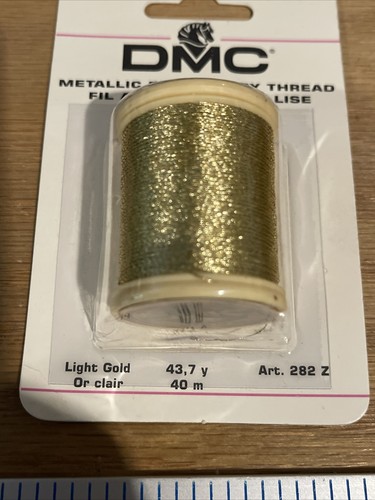 DMC
METALLIC THREAD
FIL LISE
Light Gold 43,7 y Art. 282 Z
Or clair 40 m